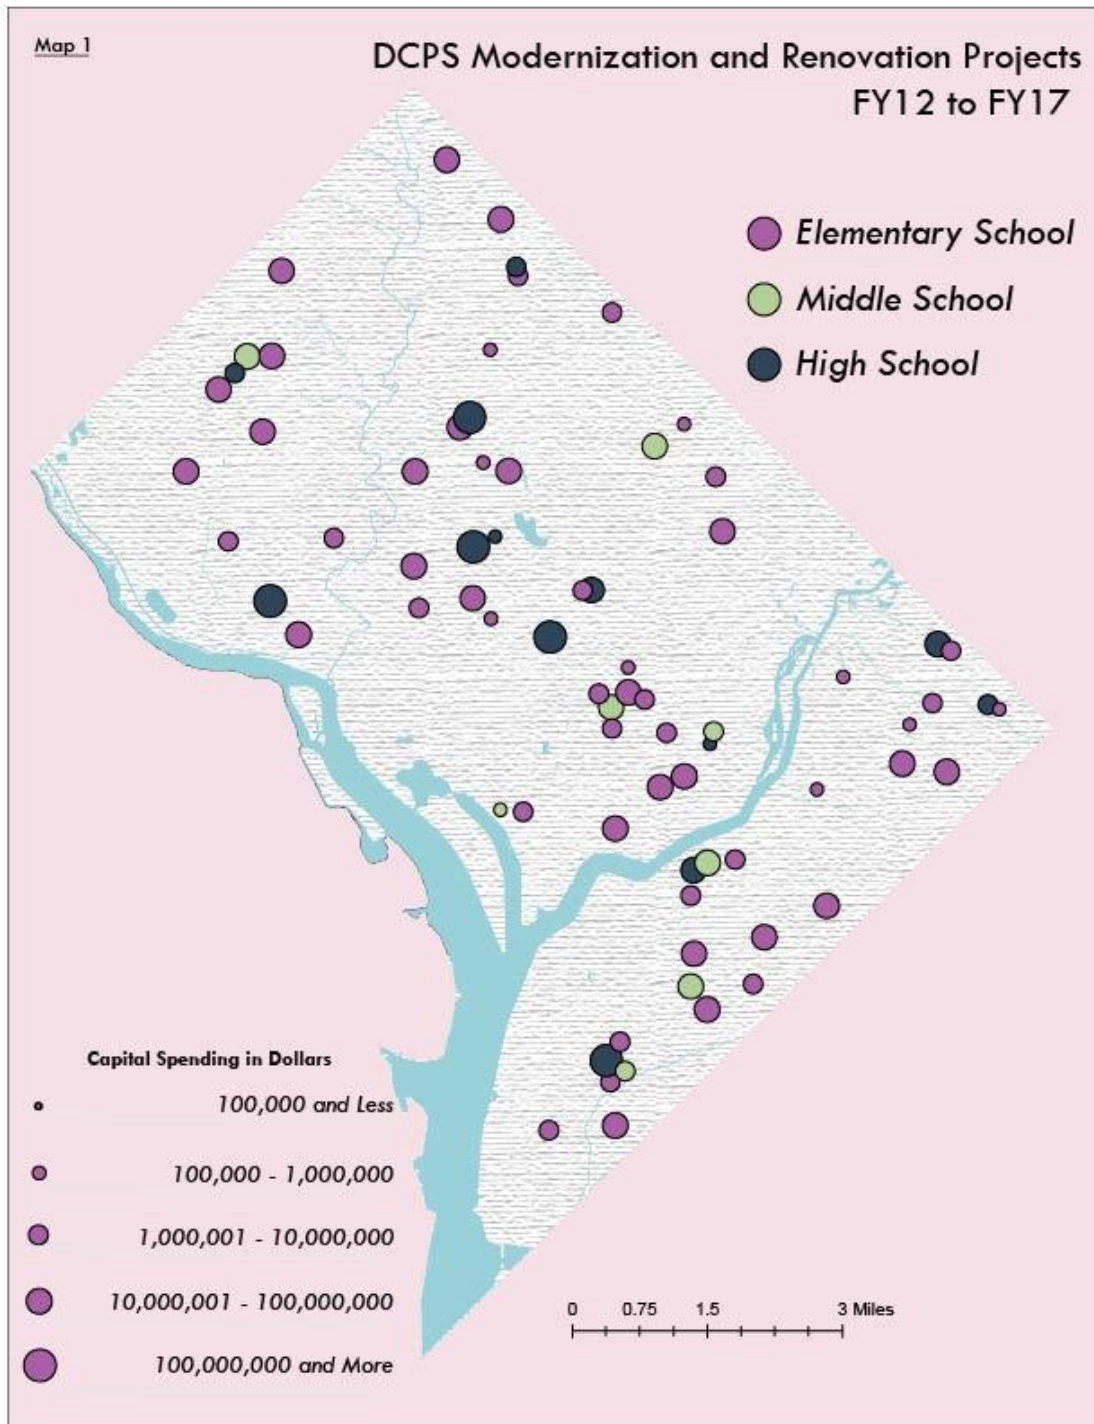 Map 1
DCPS Modernization and Renovation Projects
FY12 to FY17
Elementary School
Middle School
High School
Capital Spending in Dollars
100,000 and Less
100,000 - 1,000,000
1,000,001 - 10,000,000
10,000,001 - 100,000,000
100,000,000 and More
0 0.75 1.5 3 Miles